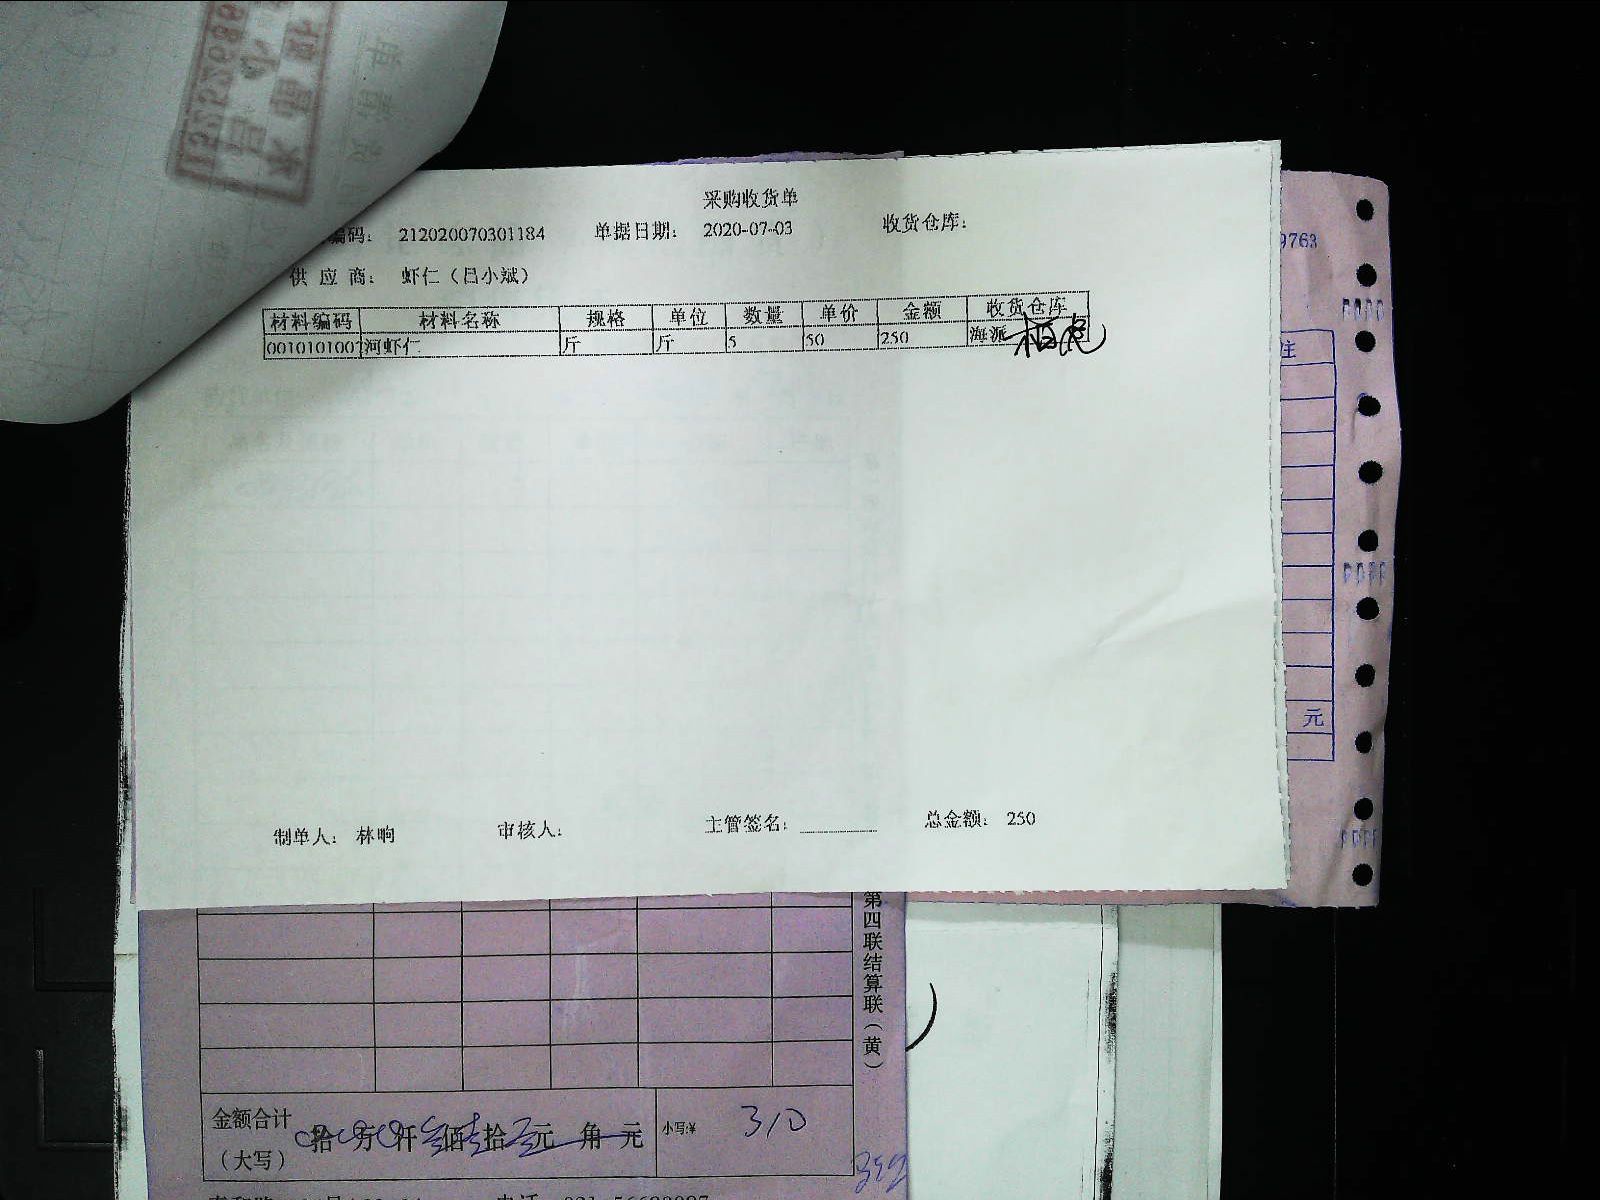 采购收货单
编码： 212020070301184 单据日期： 2020-07-03 收货仓库：
供 应 商： 虾仁（吕小斌）
材料编码 材料名称 规格 单位 数量 单价 金额 收货仓库
0010101007 河虾仁 斤 斤 5 50 250 海派
制单人： 林昫 审核人： 主管签名： 总金额： 250
9763
注
元
第四联结算联（黄）
金额合计（大写） 拾 万 仟 佰 拾 元 角 元 小写:¥ 310